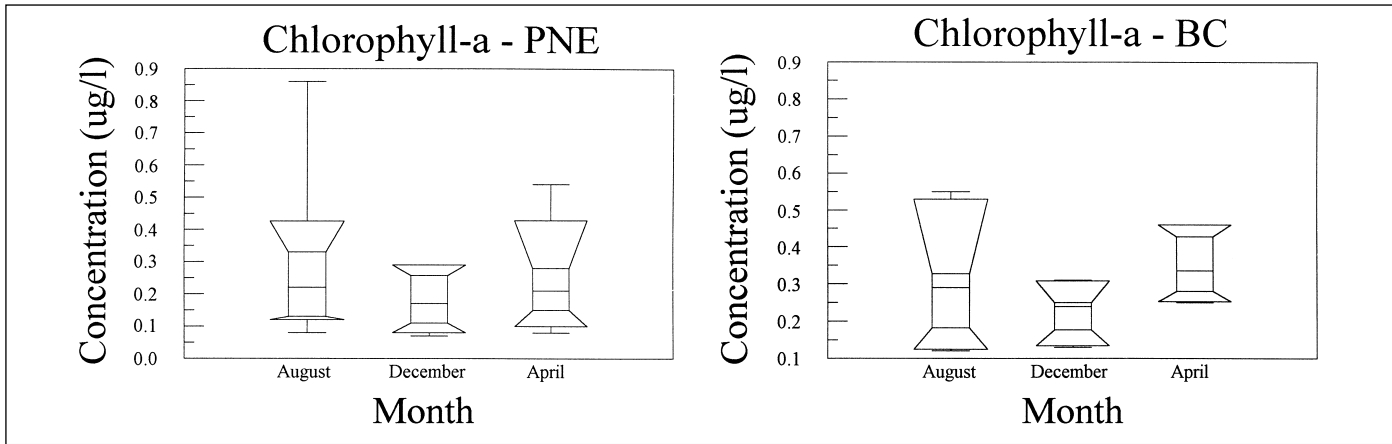 Chlorophyll-a - PNE
Concentration (ug/l)
0.9
0.8
0.7
0.6
0.5
0.4
0.3
0.2
0.1
0.0
August December April
Month
Chlorophyll-a - BC
Concentration (ug/l)
0.9
0.8
0.7
0.6
0.5
0.4
0.3
0.2
0.1
August December April
Month